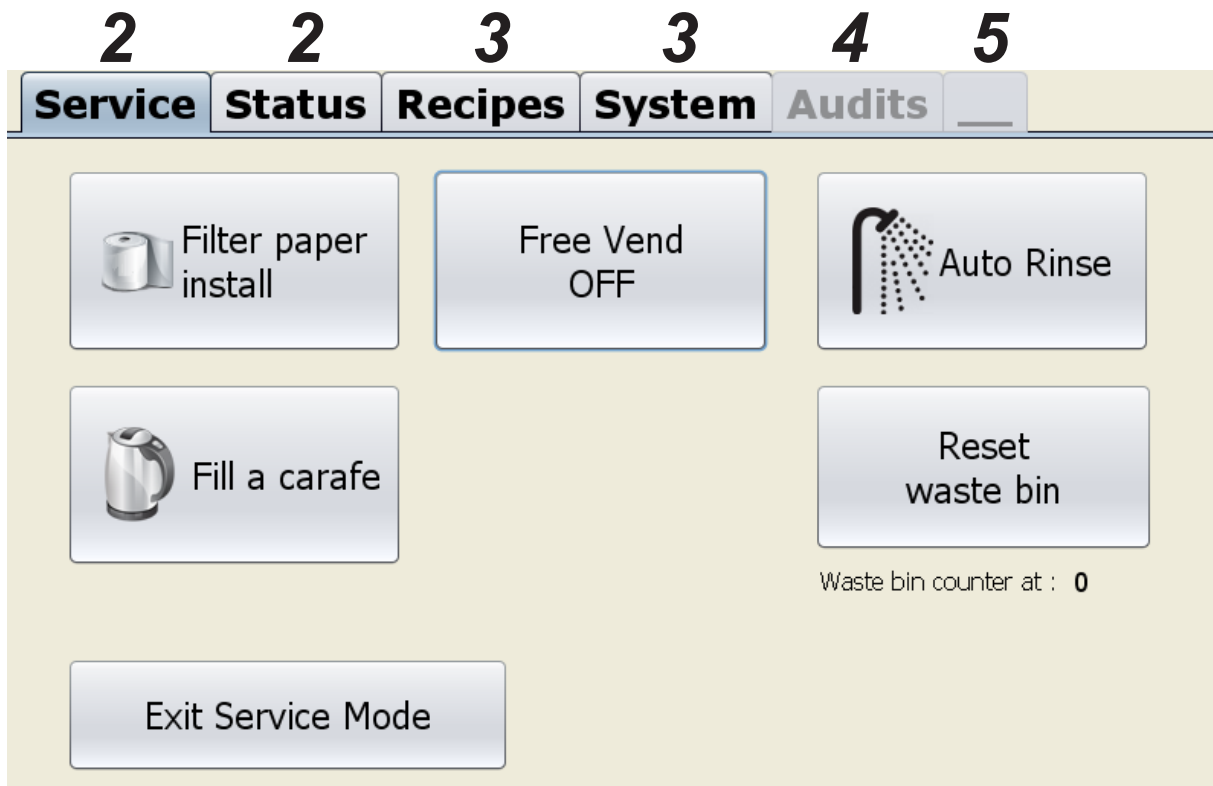 2 2 3 3 4 5
Service Status Recipes System Audits __
Filter paper
install
Free Vend
OFF
Auto Rinse
Fill a carafe
Reset
waste bin
Waste bin counter at : 0
Exit Service Mode